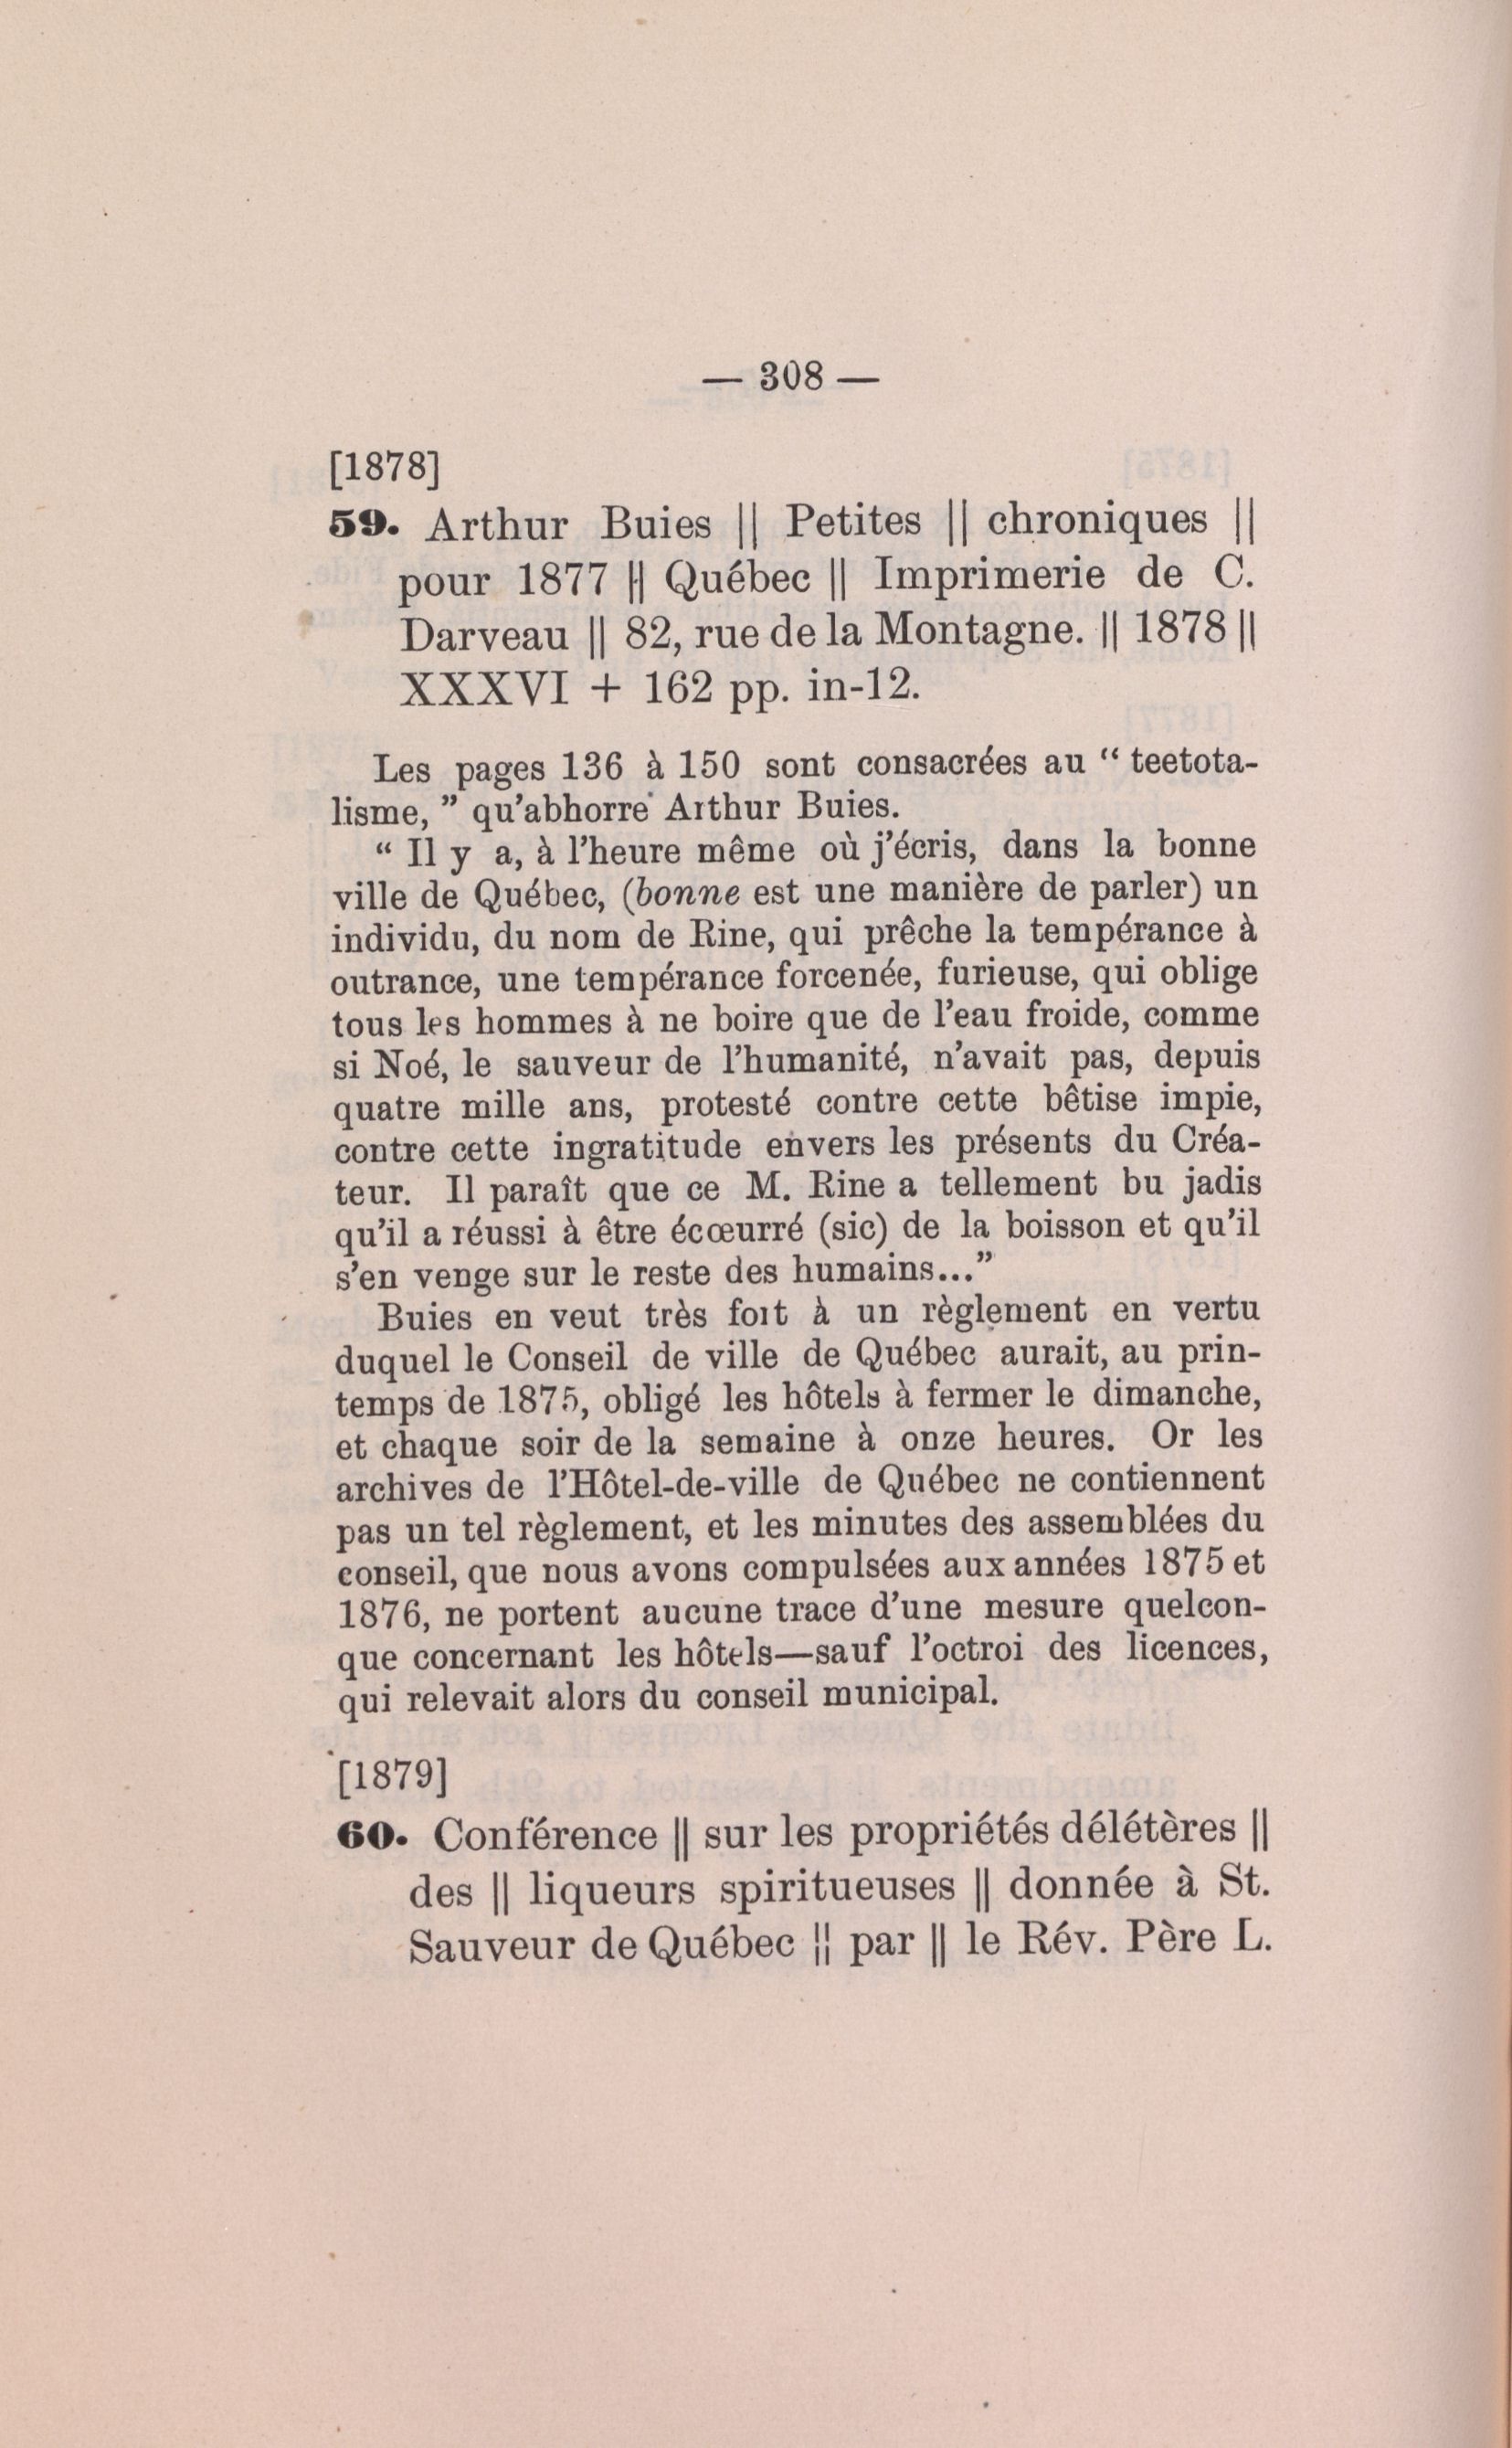 — 308 —
[1878]
59. Arthur Buies || Petites || chroniques ||
pour 1877 || Québec || Imprimerie de C.
Darveau || 82, rue de la Montagne. || 1878 ||
XXXVI + 162 pp. in-12.
Les pages 136 à 150 sont consacrées au “ teetota-
lisme, ” qu’abhorre Arthur Buies.
“ Il y a, à l’heure même où j’écris, dans la bonne
ville de Québec, (bonne est une manière de parler) un
individu, du nom de Rine, qui prêche la tempérance à
outrance, une tempérance forcenée, furieuse, qui oblige
tous les hommes à ne boire que de l’eau froide, comme
si Noé, le sauveur de l’humanité, n’avait pas, depuis
quatre mille ans, protesté contre cette bêtise impie,
contre cette ingratitude envers les présents du Créa-
teur. Il paraît que ce M. Rine a tellement bu jadis
qu’il a réussi à être écœurré (sic) de la boisson et qu’il
s’en venge sur le reste des humains...”
Buies en veut très fort à un règlement en vertu
duquel le Conseil de ville de Québec aurait, au prin-
temps de 1875, obligé les hôtels à fermer le dimanche,
et chaque soir de la semaine à onze heures. Or les
archives de l’Hôtel-de-ville de Québec ne contiennent
pas un tel règlement, et les minutes des assemblées du
conseil, que nous avons compulsées aux années 1875 et
1876, ne portent aucune trace d’une mesure quelcon-
que concernant les hôtels—sauf l’octroi des licences,
qui relevait alors du conseil municipal.
[1879]
60. Conférence || sur les propriétés délétères ||
des || liqueurs spiritueuses || donnée à St.
Sauveur de Québec || par || le Rév. Père L.